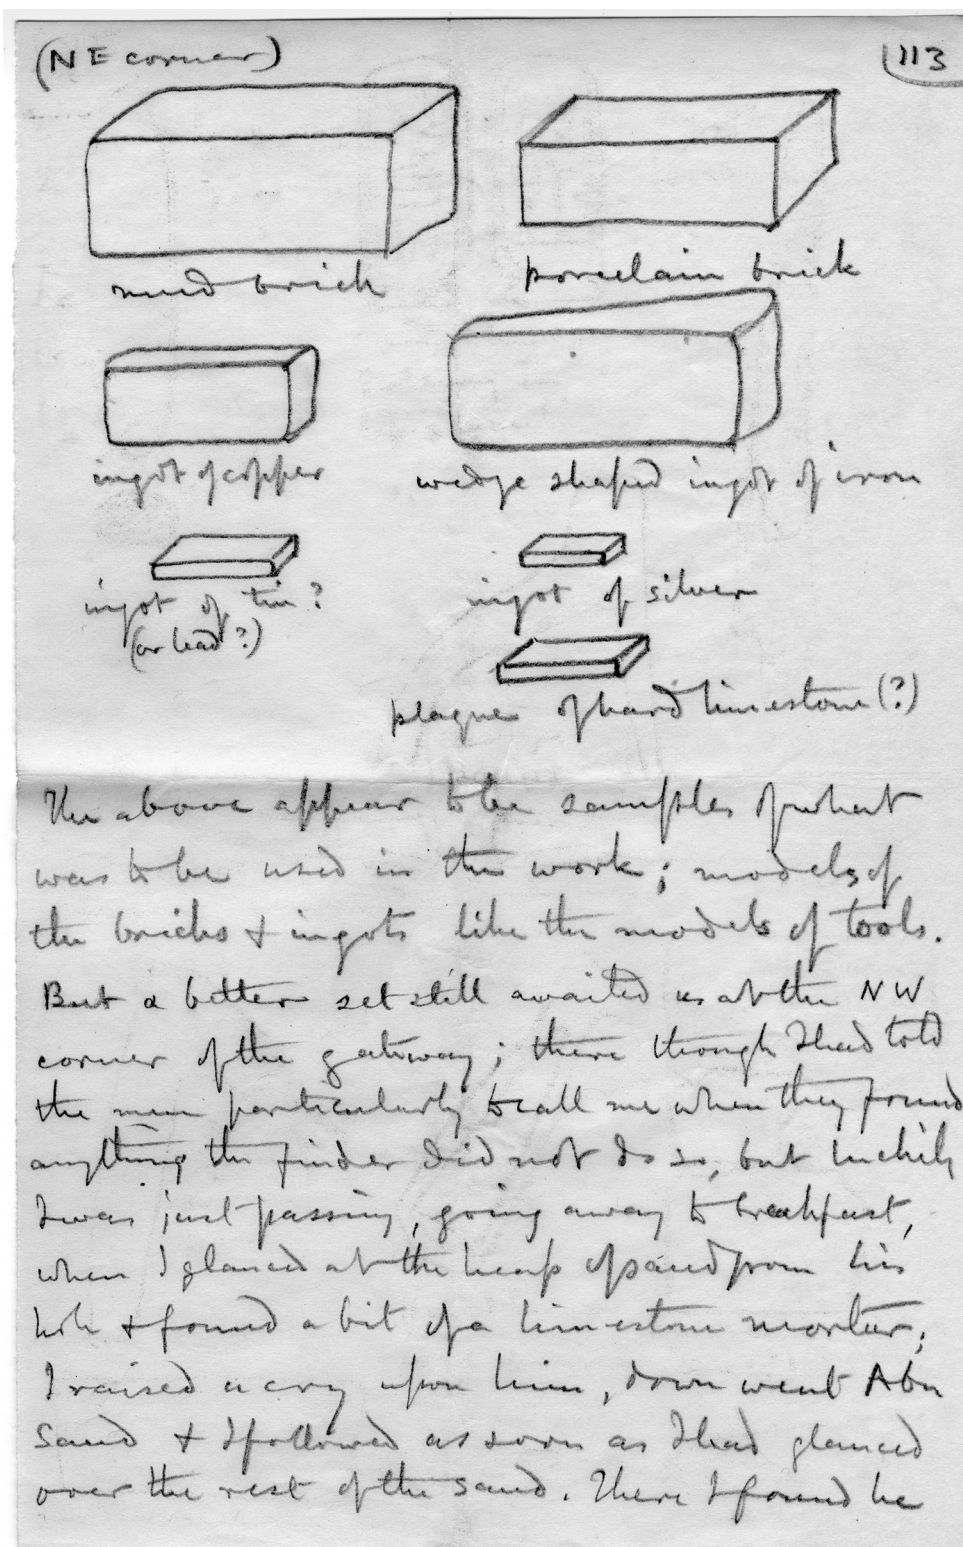 (NE corner)
113
mud brick
porcelain brick
ingot of copper
wedge shaped ingot of iron
ingot of tin?
(or lead?)
ingot of silver
plaque of hard limestone (?)
The above appear to be samples of what
was to be used in the work; models of
the bricks & ingots like the models of tools.
But a better set still awaited us at the NW
corner of the gateway; there though I had told
the men particularly to call me when they found
anything the finder did not do so, but luckily
I was just passing, going away to breakfast,
when I glanced at the heap of sand from his
hole & found a bit of a limestone mortar;
I raised a cry upon him, down went Abu
Saud & I followed as soon as I had glanced
over the rest of the sand. There I found he